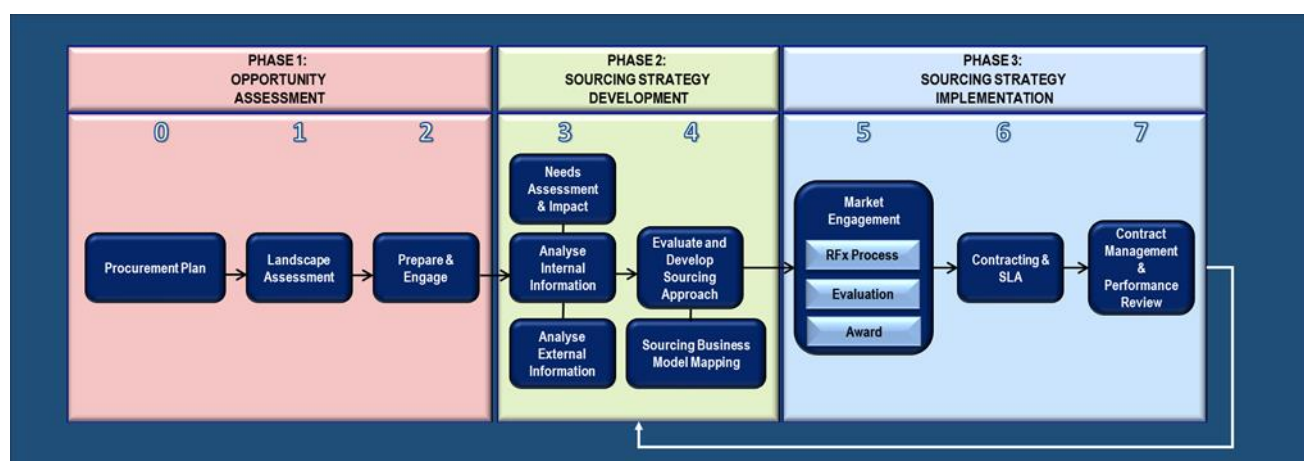 PHASE 1:
OPPORTUNITY
ASSESSMENT
PHASE 2:
SOURCING STRATEGY
DEVELOPMENT
PHASE 3:
SOURCING STRATEGY
IMPLEMENTATION
0
1
2
3
4
5
6
7
Procurement Plan
Landscape
Assessment
Prepare &
Engage
Needs
Assessment
& Impact
Analyse
Internal
Information
Analyse
External
Information
Evaluate and
Develop
Sourcing
Approach
Sourcing Business
Model Mapping
Market
Engagement
RFx Process
Evaluation
Award
Contracting &
SLA
Contract
Management
&
Performance
Review